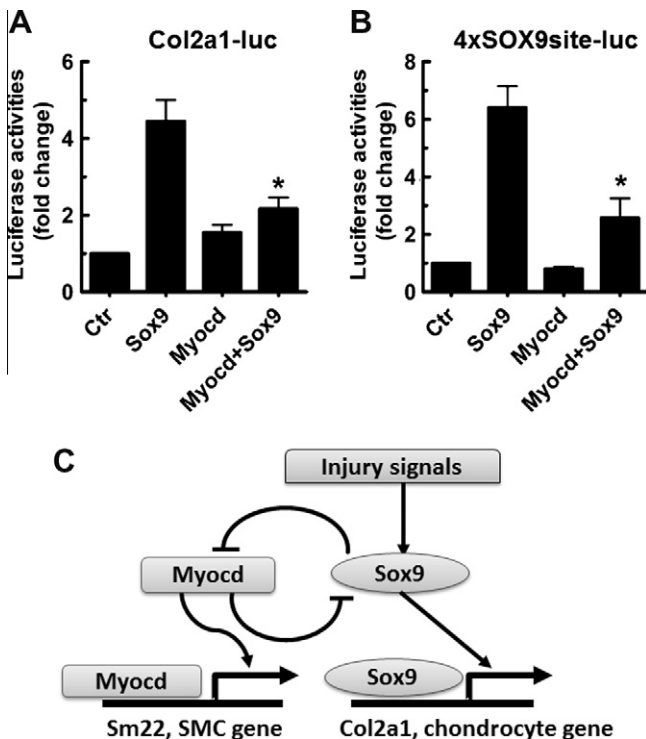 A
Col2a1-luc
Luciferase activities
(fold change)
6
4
2
0
Ctr
Sox9
Myocd
Myocd+Sox9
*
B
4xSOX9site-luc
Luciferase activities
(fold change)
8
6
4
2
0
Ctr
Sox9
Myocd
Myocd+Sox9
*
C
Injury signals
Myocd
Sox9
Myocd
Sox9
Sm22, SMC gene
Col2a1, chondrocyte gene